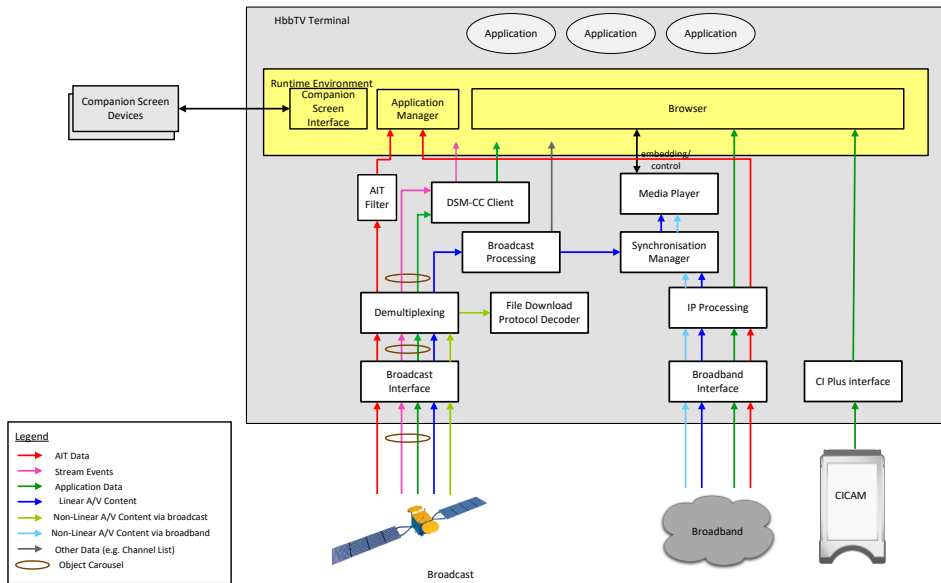 HbbTV Terminal
Application
Application
Application
Runtime Environment
Companion Screen
Devices
Companion
Screen
Interface
Application
Manager
Browser
embedding/
control
AIT
Filter
DSM-CC Client
Media Player
Broadcast
Processing
Synchronisation
Manager
Demultiplexing
File Download
Protocol Decoder
IP Processing
Broadcast
Interface
Broadband
Interface
CI Plus interface
Legend
AIT Data
Stream Events
Application Data
Linear A/V Content
Non-Linear A/V Content via broadcast
Non-Linear A/V Content via broadband
Other Data (e.g. Channel List)
Object Carousel
Broadcast
Broadband
CICAM